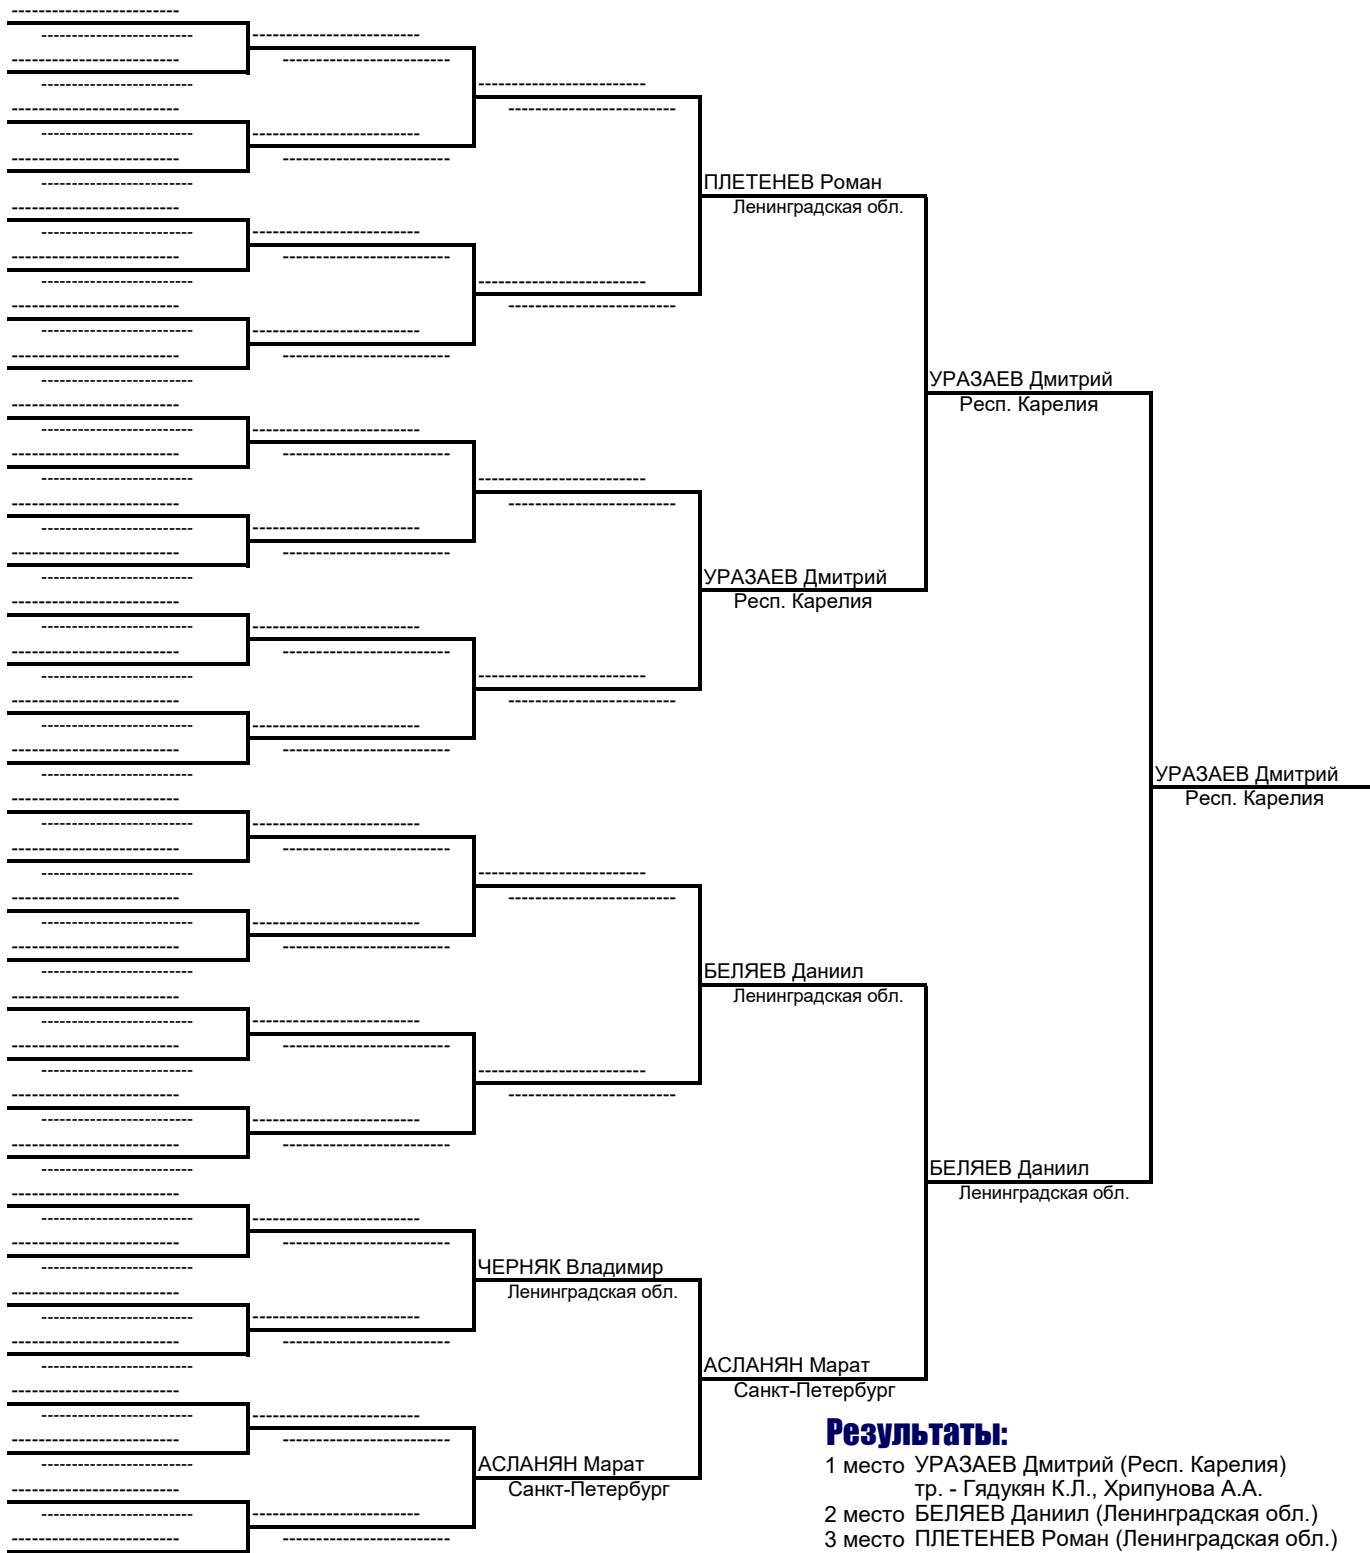 ПЛЕТЕНЕВ Роман
Ленинградская обл.
УРАЗАЕВ Дмитрий
Респ. Карелия
УРАЗАЕВ Дмитрий
Респ. Карелия
УРАЗАЕВ Дмитрий
Респ. Карелия
БЕЛЯЕВ Даниил
Ленинградская обл.
БЕЛЯЕВ Даниил
Ленинградская обл.
ЧЕРНЯК Владимир
Ленинградская обл.
АСЛАНЯН Марат
Санкт-Петербург
АСЛАНЯН Марат
Санкт-Петербург
Результаты:
1 место УРАЗАЕВ Дмитрий (Респ. Карелия)
тр. - Гядукян К.Л., Хрипунова А.А.
2 место БЕЛЯЕВ Даниил (Ленинградская обл.)
3 место ПЛЕТЕНЕВ Роман (Ленинградская обл.)